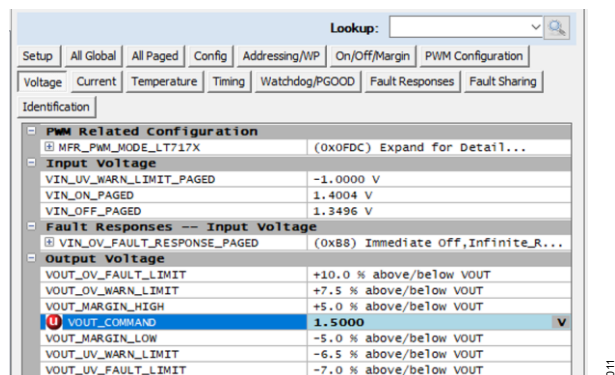 Lookup:
Setup All Global All Paged Config Addressing/WP On/Off/Margin PWM Configuration
Voltage Current Temperature Timing Watchdog/PGOOD Fault Responses Fault Sharing
Identification
PWM Related Configuration
MFR_PWM_MODE_LT717X (0x0FDC) Expand for Detail...
Input Voltage
VIN_UV_WARN_LIMIT_PAGED -1.0000 V
VIN_ON_PAGED 1.4004 V
VIN_OFF_PAGED 1.3496 V
Fault Responses -- Input Voltage
VIN_OV_FAULT_RESPONSE_PAGED (0xB8) Immediate Off,Infinite_R...
Output Voltage
VOUT_OV_FAULT_LIMIT +10.0 % above/below VOUT
VOUT_OV_WARN_LIMIT +7.5 % above/below VOUT
VOUT_MARGIN_HIGH +5.0 % above/below VOUT
U VOUT_COMMAND 1.5000 V
VOUT_MARGIN_LOW -5.0 % above/below VOUT
VOUT_UV_WARN_LIMIT -6.5 % above/below VOUT
VOUT_UV_FAULT_LIMIT -7.0 % above/below VOUT